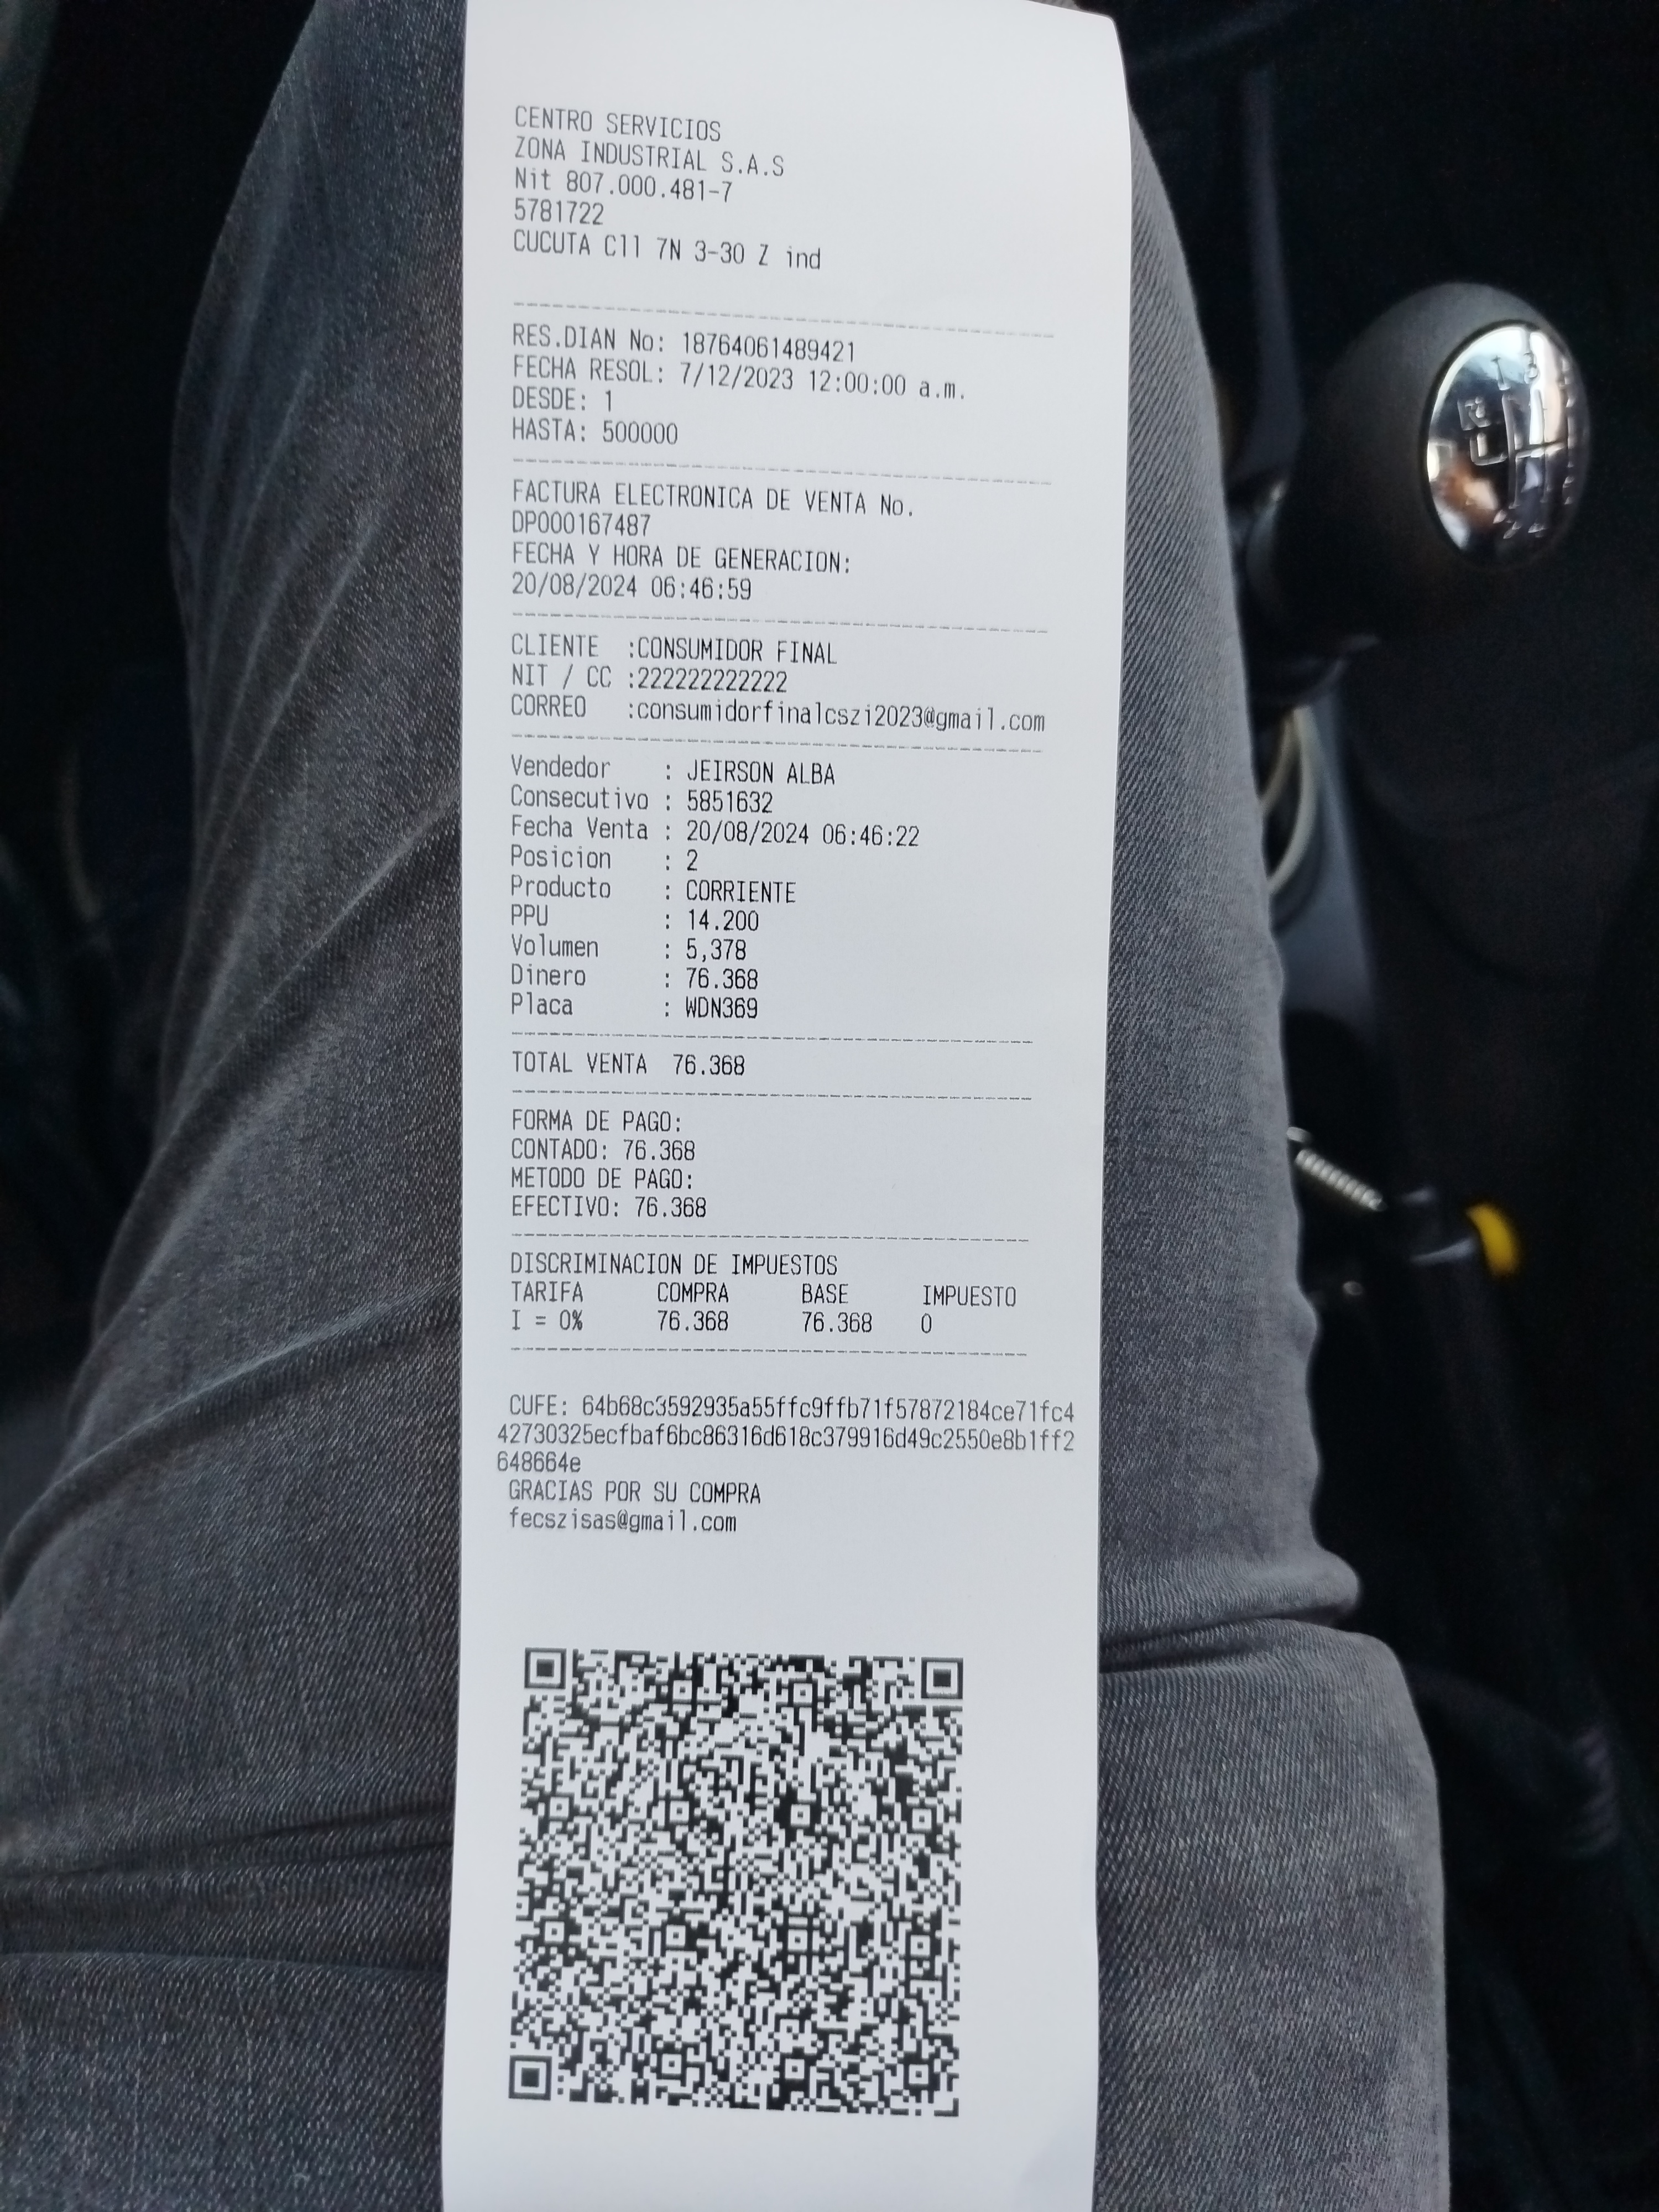 CENTRO SERVICIOS
ZONA INDUSTRIAL S.A.S
Nit 807.000.481-7
5781722
CUCUTA Cll 7N 3-30 Z ind
RES.DIAN No: 18764061489421
FECHA RESOL: 7/12/2023 12:00:00 a.m.
DESDE: 1
HASTA: 500000
FACTURA ELECTRONICA DE VENTA No.
DP000167487
FECHA Y HORA DE GENERACION:
20/08/2024 06:46:59
CLIENTE :CONSUMIDOR FINAL
NIT / CC :222222222222
CORREO :consumidorfinalcszi2023@gmail.com
Vendedor : JEIRSON ALBA
Consecutivo : 5851632
Fecha Venta : 20/08/2024 06:46:22
Posicion : 2
Producto : CORRIENTE
PPU : 14.200
Volumen : 5,378
Dinero : 76.368
Placa : WDN369
TOTAL VENTA 76.368
FORMA DE PAGO:
CONTADO: 76.368
METODO DE PAGO:
EFECTIVO: 76.368
DISCRIMINACION DE IMPUESTOS
TARIFA COMPRA BASE IMPUESTO
I = 0% 76.368 76.368 0
CUFE: 64b68c3592935a55ffc9ffb71f57872184ce71fc4
42730325ecfbaf6bc86316d618c379916d49c2550e8b1ff2
648664e
GRACIAS POR SU COMPRA
fecszisas@gmail.com